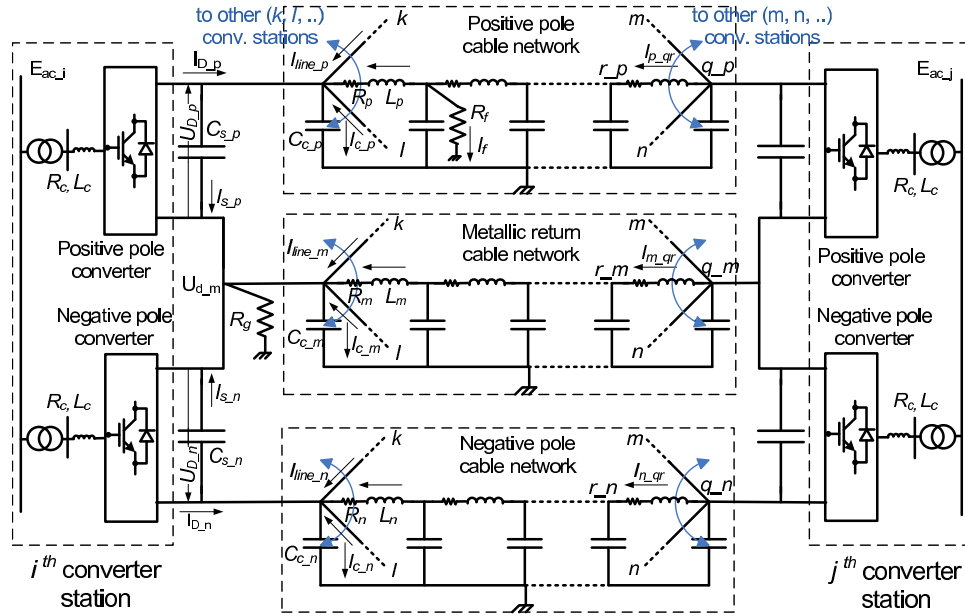 to other (k, l, ..)
conv. stations
Positive pole
cable network
to other (m, n, ..)
conv. stations
E_ac_i
I_D_p
k
m
I_line_p
I_p_qr
r_p
q_p
E_ac_j
R_p
L_p
R_f
U_D_p
C_s_p
C_c_p
I_c_p
I_f
l
n
R_c, L_c
R_c, L_c
I_s_p
Positive pole
converter
k
Metallic return
cable network
m
Positive pole
converter
I_line_m
I_m_qr
r_m
q_m
U_d_m
R_m
L_m
Negative pole
converter
R_g
C_c_m
I_c_m
l
n
Negative pole
converter
I_s_n
R_c, L_c
R_c, L_c
k
Negative pole
cable network
m
U_D_n
C_s_n
I_line_n
I_n_qr
r_n
q_n
I_D_n
R_n
L_n
C_c_n
I_c_n
l
n
i th converter
station
j th converter
station